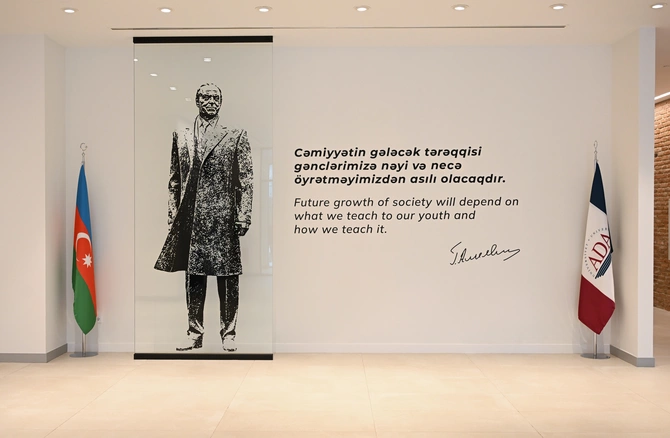 Cəmiyyətin gələcək tərəqqisi
gənclərimizə nəyi və necə
öyrətməyimizdən asılı olacaqdır.
Future growth of society will depend on
what we teach to our youth and
how we teach it.
ADA